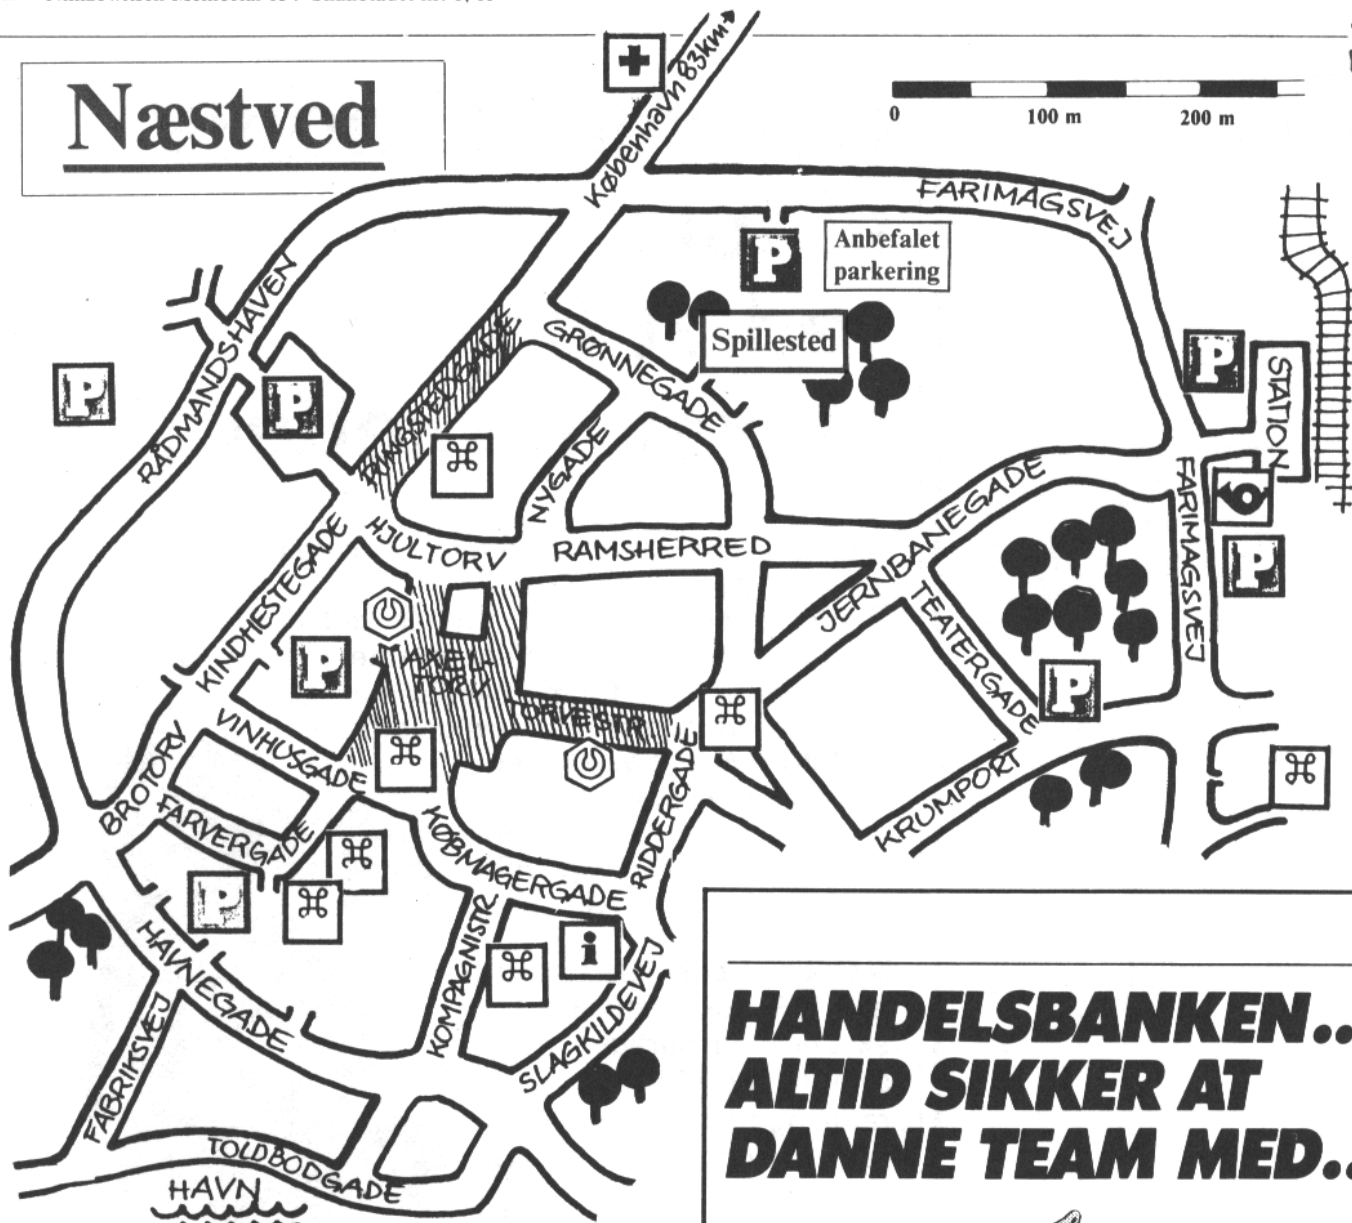 Næstved
København 83km
0 100 m 200 m
FARIMAGSVEJ
P
Anbefalet
parkering
Spillested
GRØNNEGADE
RÅDMANDSHAVEN
P
P
P
STATION
NYGADE
HJULTORV
RAMSHERRED
JERNBANEGADE
FARIMAGSVEJ
P
KINDHESTEGADE
TEATERGADE
P
AXEL-
TORV
P
VINHUSGADE
BROTORV
FARVERGADE
RIDDERGADE
KRUMPORT
KØBMAGERGADE
P
KOMPAGNISTR.
i
HAVNEGADE
SLAGKILDEVEJ
FABRIKSVEJ
TOLDBODGADE
HAVN
HANDELSBANKEN..
ALTID SIKKER AT
DANNE TEAM MED..